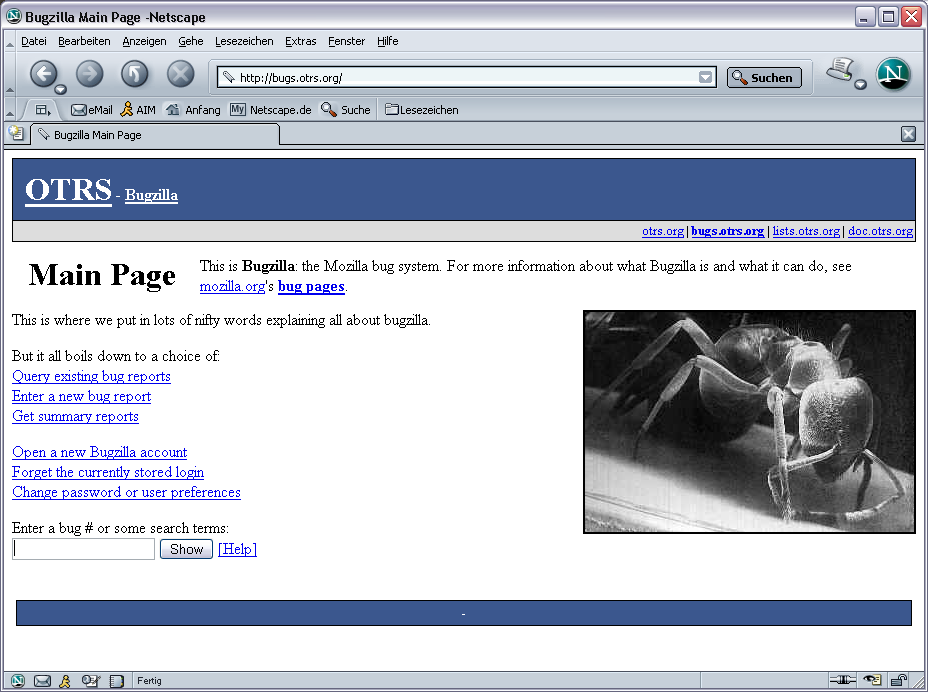 Bugzilla Main Page -Netscape
Datei Bearbeiten Anzeigen Gehe Lesezeichen Extras Fenster Hilfe
http://bugs.otrs.org/ Suchen N
eMail AIM Anfang My Netscape.de Suche Lesezeichen
Bugzilla Main Page
OTRS - Bugzilla
otrs.org | bugs.otrs.org | lists.otrs.org | doc.otrs.org
Main Page
This is Bugzilla: the Mozilla bug system. For more information about what Bugzilla is and what it can do, see
mozilla.org's bug pages.
This is where we put in lots of nifty words explaining all about bugzilla.
But it all boils down to a choice of:
Query existing bug reports
Enter a new bug report
Get summary reports
Open a new Bugzilla account
Forget the currently stored login
Change password or user preferences
Enter a bug # or some search terms:
Show [Help]
-
Fertig